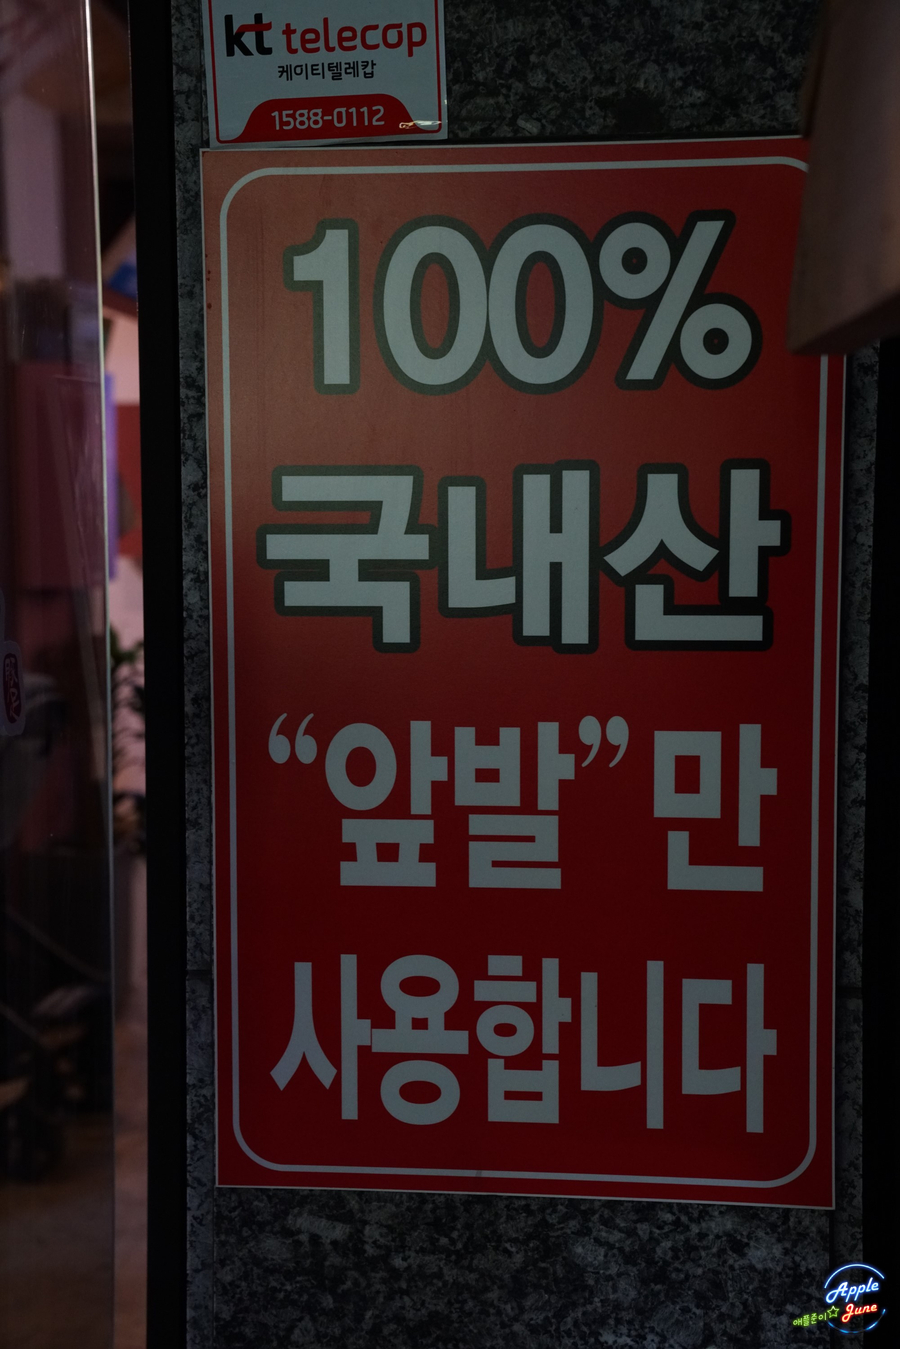 kt telecop
케이티텔레캅
1588-0112
100%
국내산
“앞발”만
사용합니다
Apple
애플준이☆ June